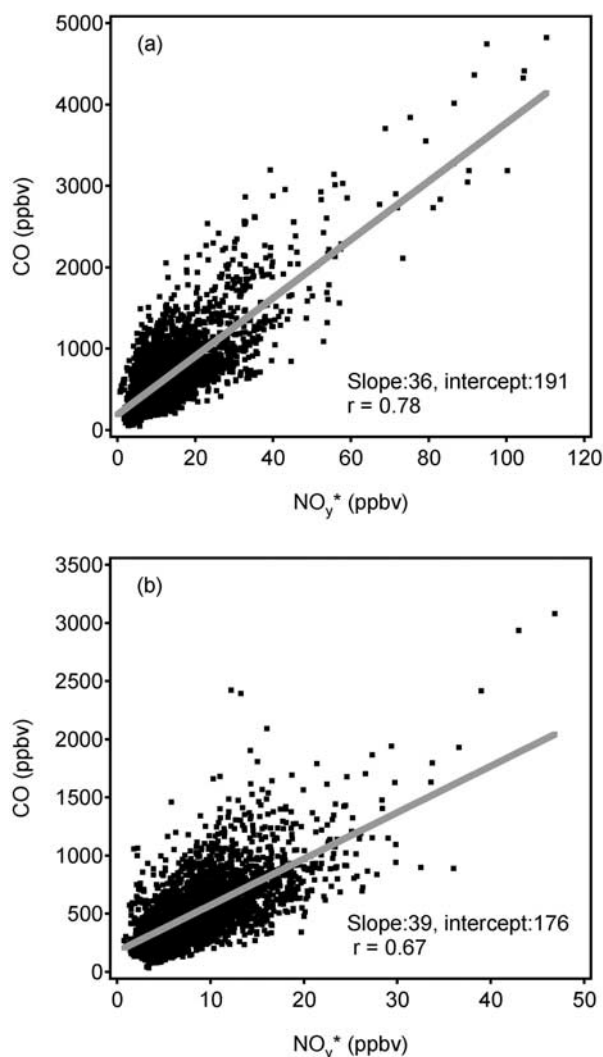 (a)
5000
4000
3000
2000
1000
0
CO (ppbv)
Slope:36, intercept:191
r = 0.78
0 20 40 60 80 100 120
NOy* (ppbv)
(b)
3500
3000
2500
2000
1500
1000
500
0
CO (ppbv)
Slope:39, intercept:176
r = 0.67
0 10 20 30 40 50
NOy* (ppbv)